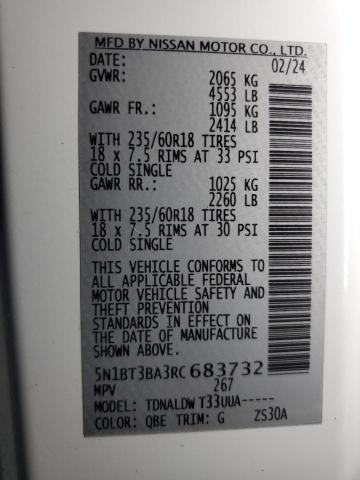 MFD BY NISSAN MOTOR CO., LTD.
DATE: 02/24
GVWR: 2065 KG
4553 LB
GAWR FR.: 1095 KG
2414 LB
WITH 235/60R18 TIRES
18 x 7.5 RIMS AT 33 PSI
COLD SINGLE
GAWR RR.: 1025 KG
2260 LB
WITH 235/60R18 TIRES
18 x 7.5 RIMS AT 30 PSI
COLD SINGLE
THIS VEHICLE CONFORMS TO
ALL APPLICABLE FEDERAL
MOTOR VEHICLE SAFETY AND
THEFT PREVENTION
STANDARDS IN EFFECT ON
THE DATE OF MANUFACTURE
SHOWN ABOVE.
5N1BT3BA3RC683732
MPV 267
MODEL: TDNALDWT33UUA-----
COLOR: QBE TRIM: G ZS30A